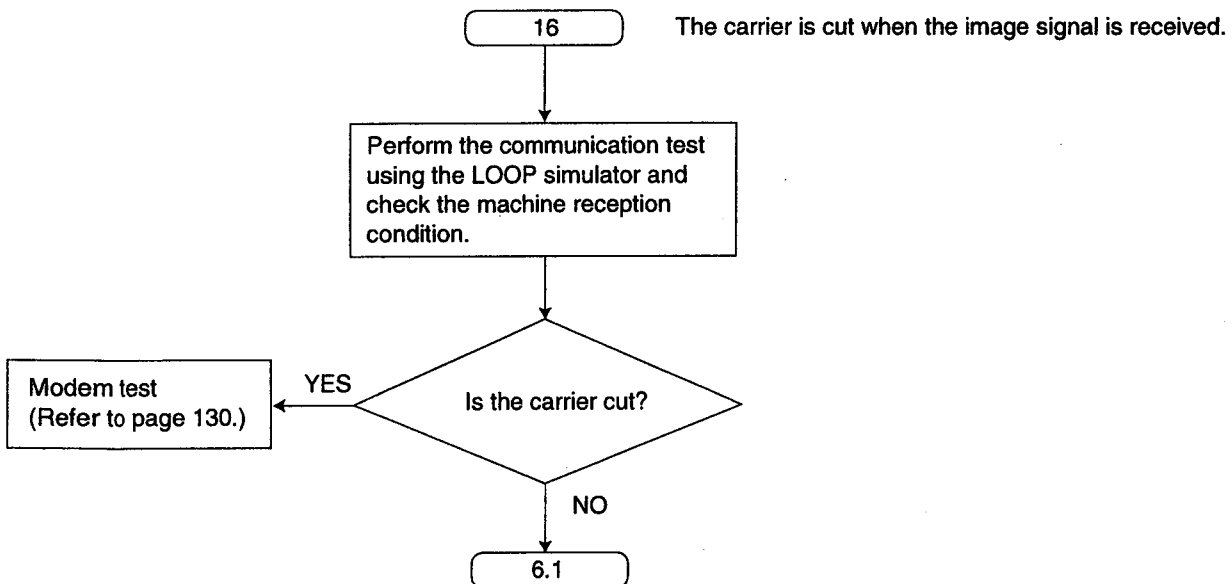 16
The carrier is cut when the image signal is received.
Perform the communication test
using the LOOP simulator and
check the machine reception
condition.
Is the carrier cut?
YES
Modem test
(Refer to page 130.)
NO
6.1